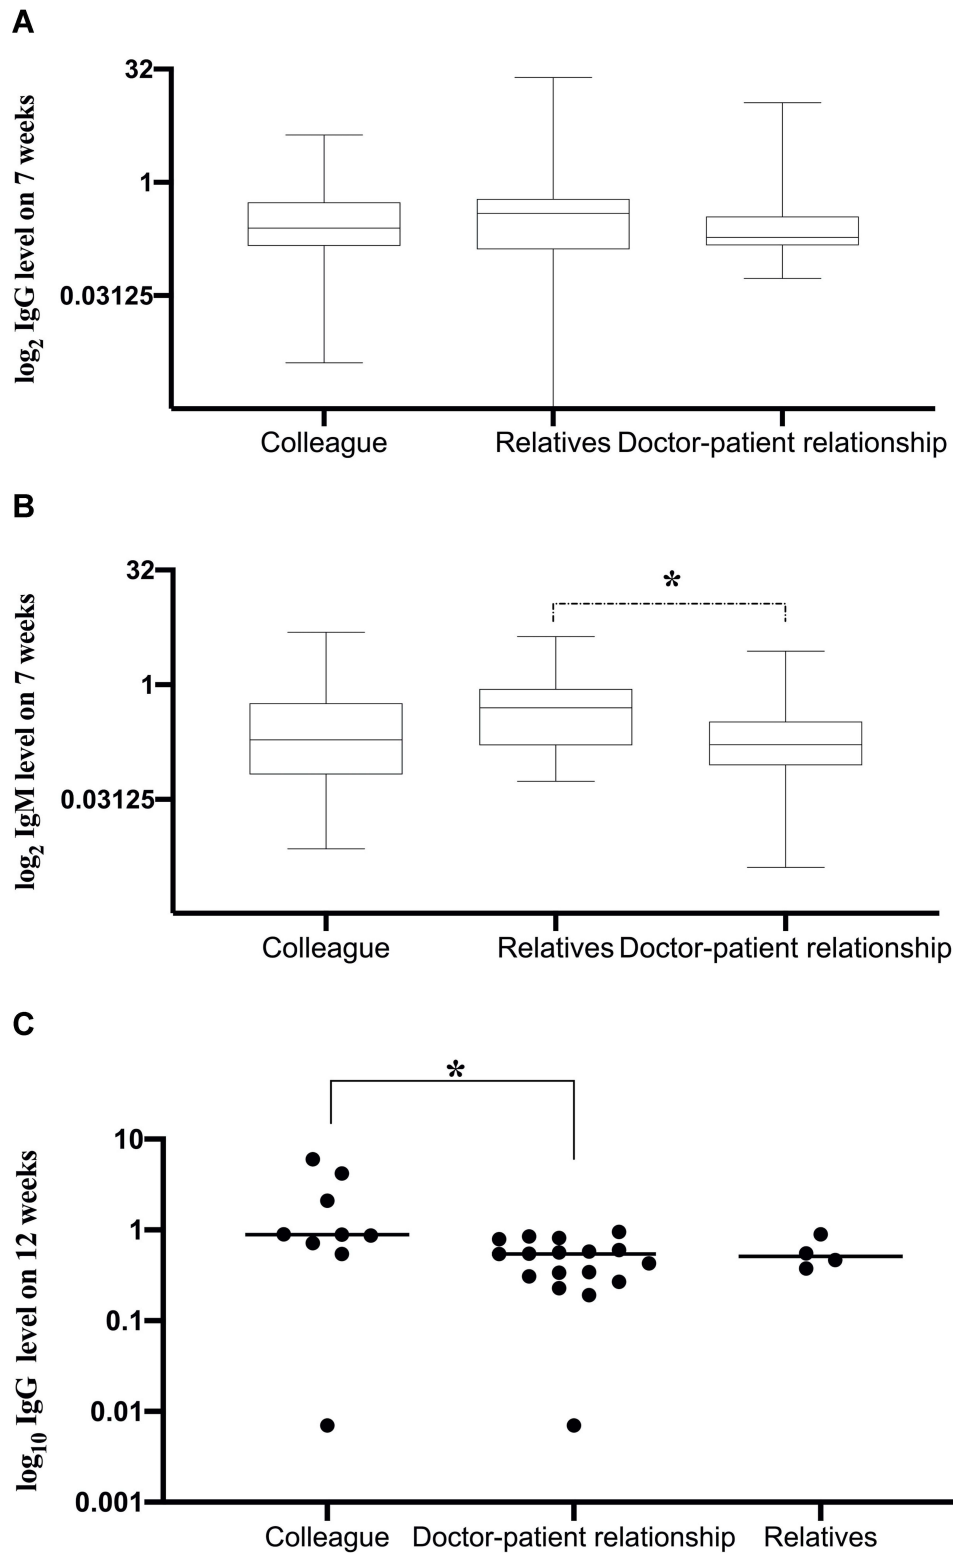 A
log2 IgG level on 7 weeks
32
1
0.03125
Colleague Relatives Doctor-patient relationship
B
log2 IgM level on 7 weeks
32
*
1
0.03125
Colleague Relatives Doctor-patient relationship
C
log10 IgG level on 12 weeks
*
10
1
0.1
0.01
0.001
Colleague Doctor-patient relationship Relatives